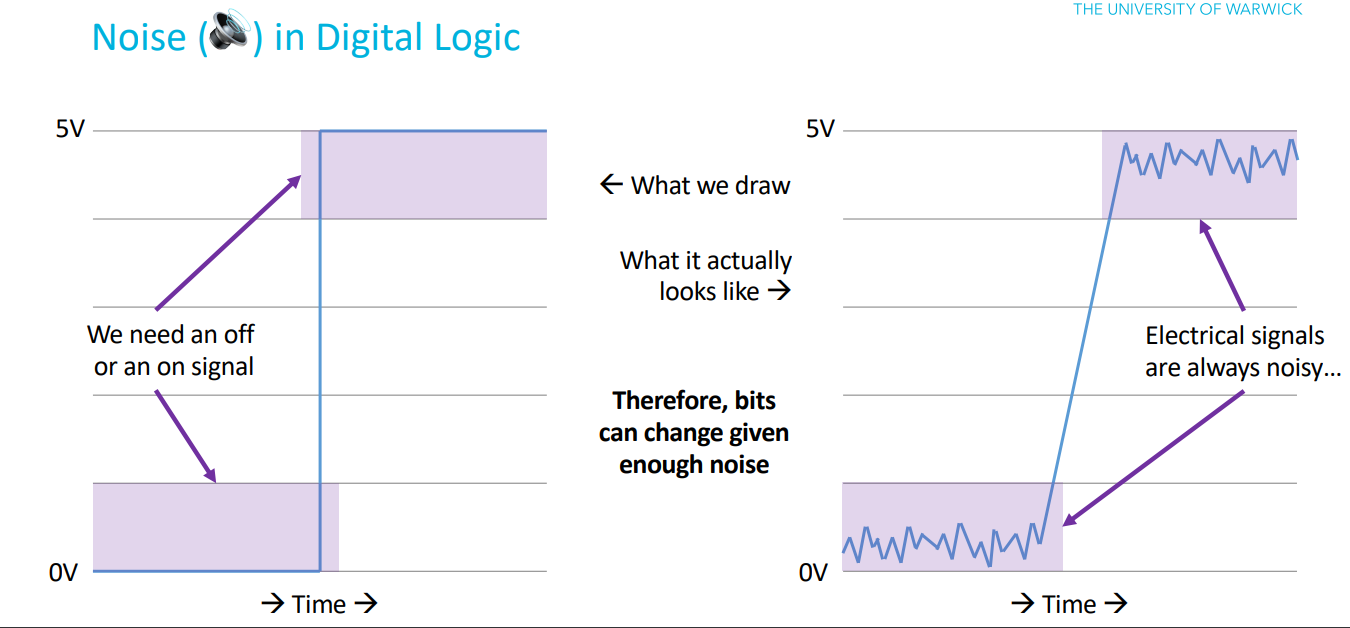 THE UNIVERSITY OF WARWICK
Noise (🔊) in Digital Logic
5V
We need an off
or an on signal
0V
→ Time →
← What we draw
What it actually
looks like →
Therefore, bits
can change given
enough noise
5V
Electrical signals
are always noisy...
0V
→ Time →